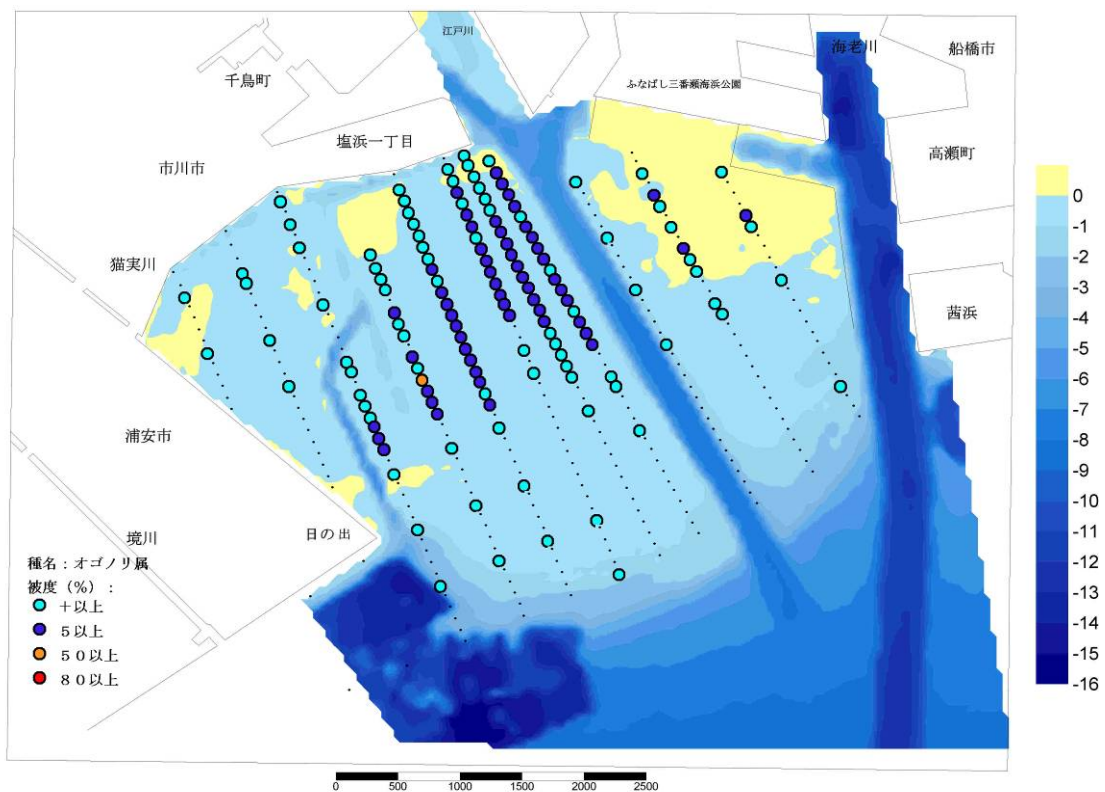 江戸川
海老川
船橋市
千鳥町
ふなばし三番瀬海浜公園
塩浜一丁目
高瀬町
市川市
猫実川
茜浜
浦安市
境川
日の出
種名：オゴノリ属
被度（%）：
＋以上
５以上
５０以上
８０以上
0
-1
-2
-3
-4
-5
-6
-7
-8
-9
-10
-11
-12
-13
-14
-15
-16
0 500 1000 1500 2000 2500